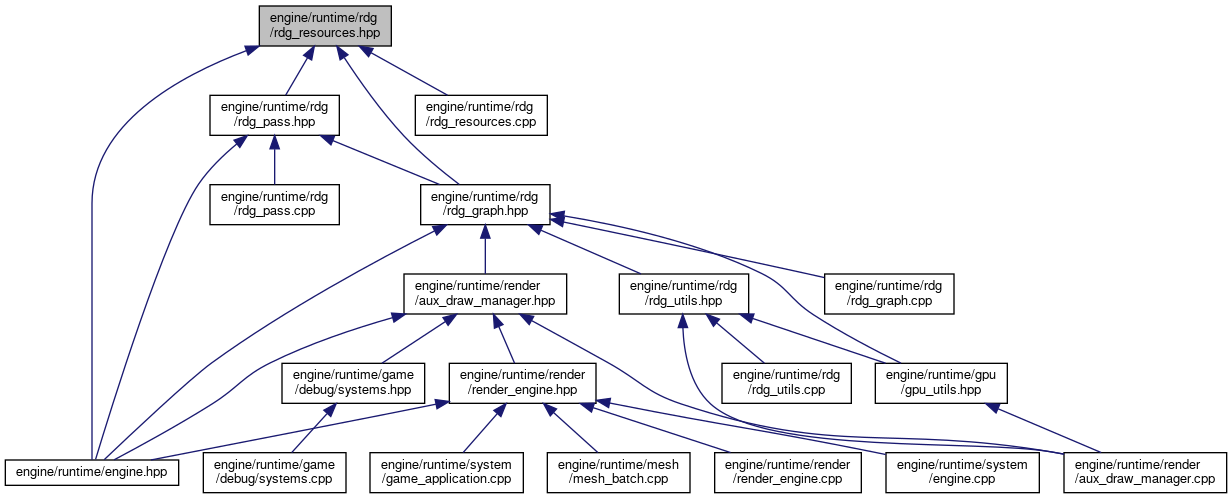 engine/runtime/rdg
/rdg_resources.hpp
engine/runtime/rdg
/rdg_pass.hpp
engine/runtime/rdg
/rdg_resources.cpp
engine/runtime/rdg
/rdg_pass.cpp
engine/runtime/rdg
/rdg_graph.hpp
engine/runtime/render
/aux_draw_manager.hpp
engine/runtime/rdg
/rdg_utils.hpp
engine/runtime/rdg
/rdg_graph.cpp
engine/runtime/game
/debug/systems.hpp
engine/runtime/render
/render_engine.hpp
engine/runtime/rdg
/rdg_utils.cpp
engine/runtime/gpu
/gpu_utils.hpp
engine/runtime/engine.hpp
engine/runtime/game
/debug/systems.cpp
engine/runtime/system
/game_application.cpp
engine/runtime/mesh
/mesh_batch.cpp
engine/runtime/render
/render_engine.cpp
engine/runtime/system
/engine.cpp
engine/runtime/render
/aux_draw_manager.cpp